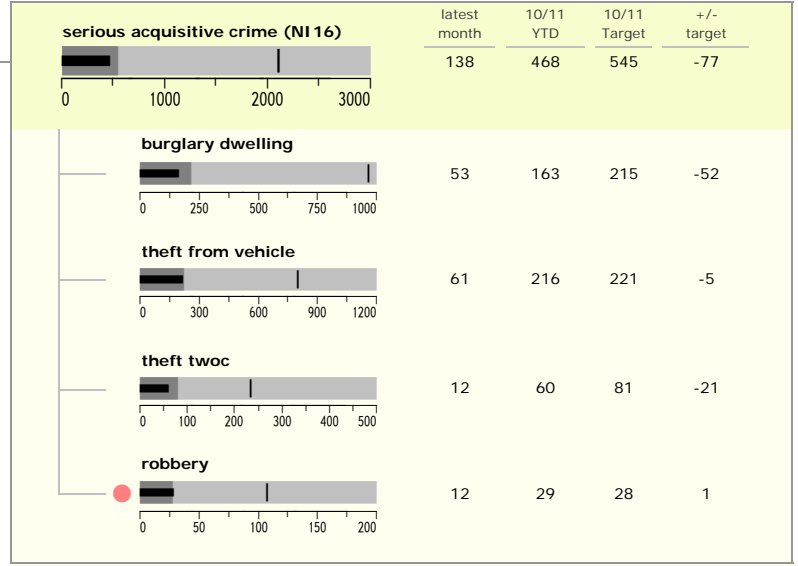 latest 10/11 10/11 +/-
serious acquisitive crime (NI 16) month YTD Target target
138 468 545 -77
0 1000 2000 3000
burglary dwelling
53 163 215 -52
0 250 500 750 1000
theft from vehicle
61 216 221 -5
0 300 600 900 1200
theft twoc
12 60 81 -21
0 100 200 300 400 500
robbery
12 29 28 1
0 50 100 150 200